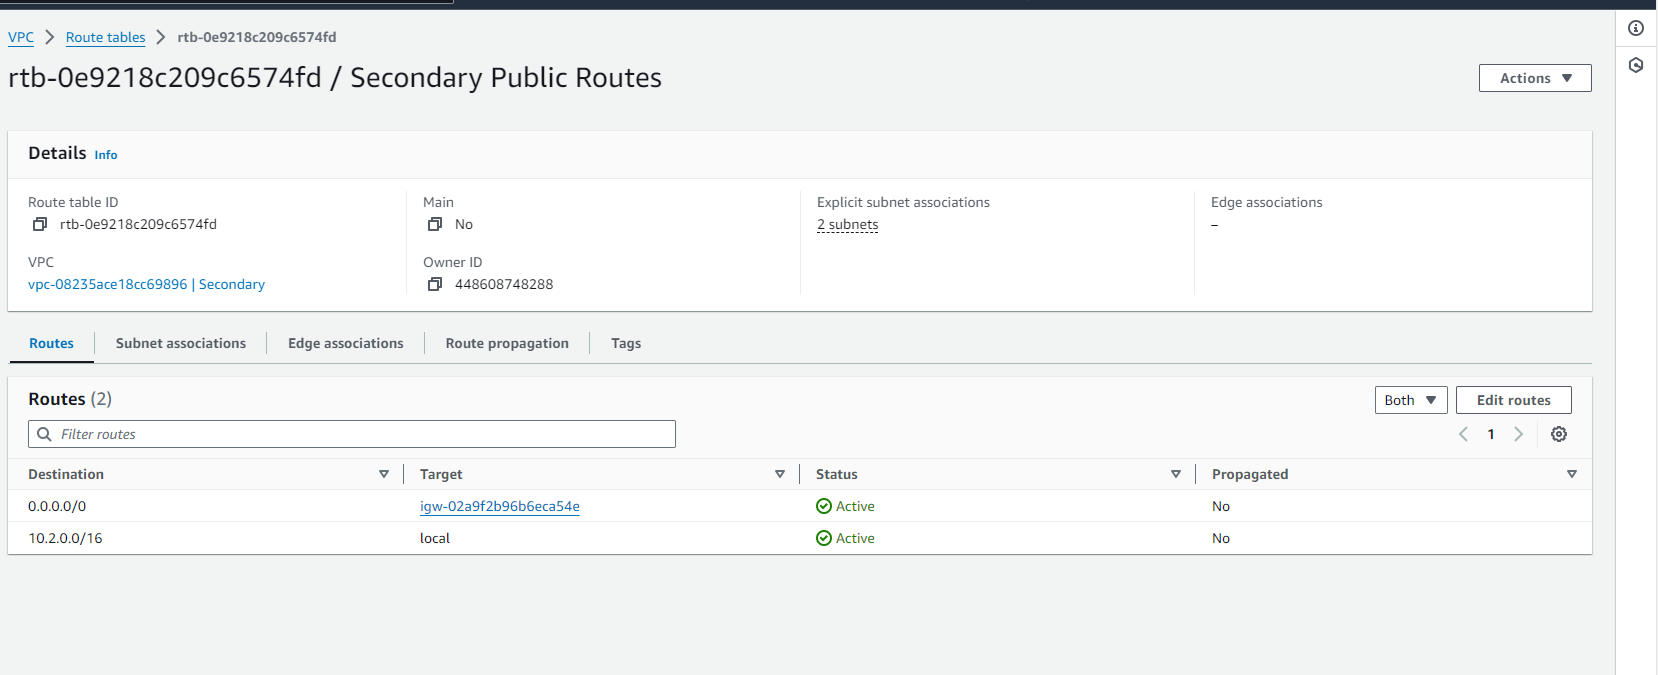 VPC > Route tables > rtb-0e9218c209c6574fd
rtb-0e9218c209c6574fd / Secondary Public Routes
Actions
Details Info
Route table ID
rtb-0e9218c209c6574fd
Main
No
Explicit subnet associations
2 subnets
Edge associations
–
VPC
vpc-08235ace18cc69896 | Secondary
Owner ID
448608748288
Routes Subnet associations Edge associations Route propagation Tags
Routes (2)
Both
Edit routes
Filter routes
1
Destination Target Status Propagated
0.0.0.0/0 igw-02a9f2b96b6eca54e Active No
10.2.0.0/16 local Active No